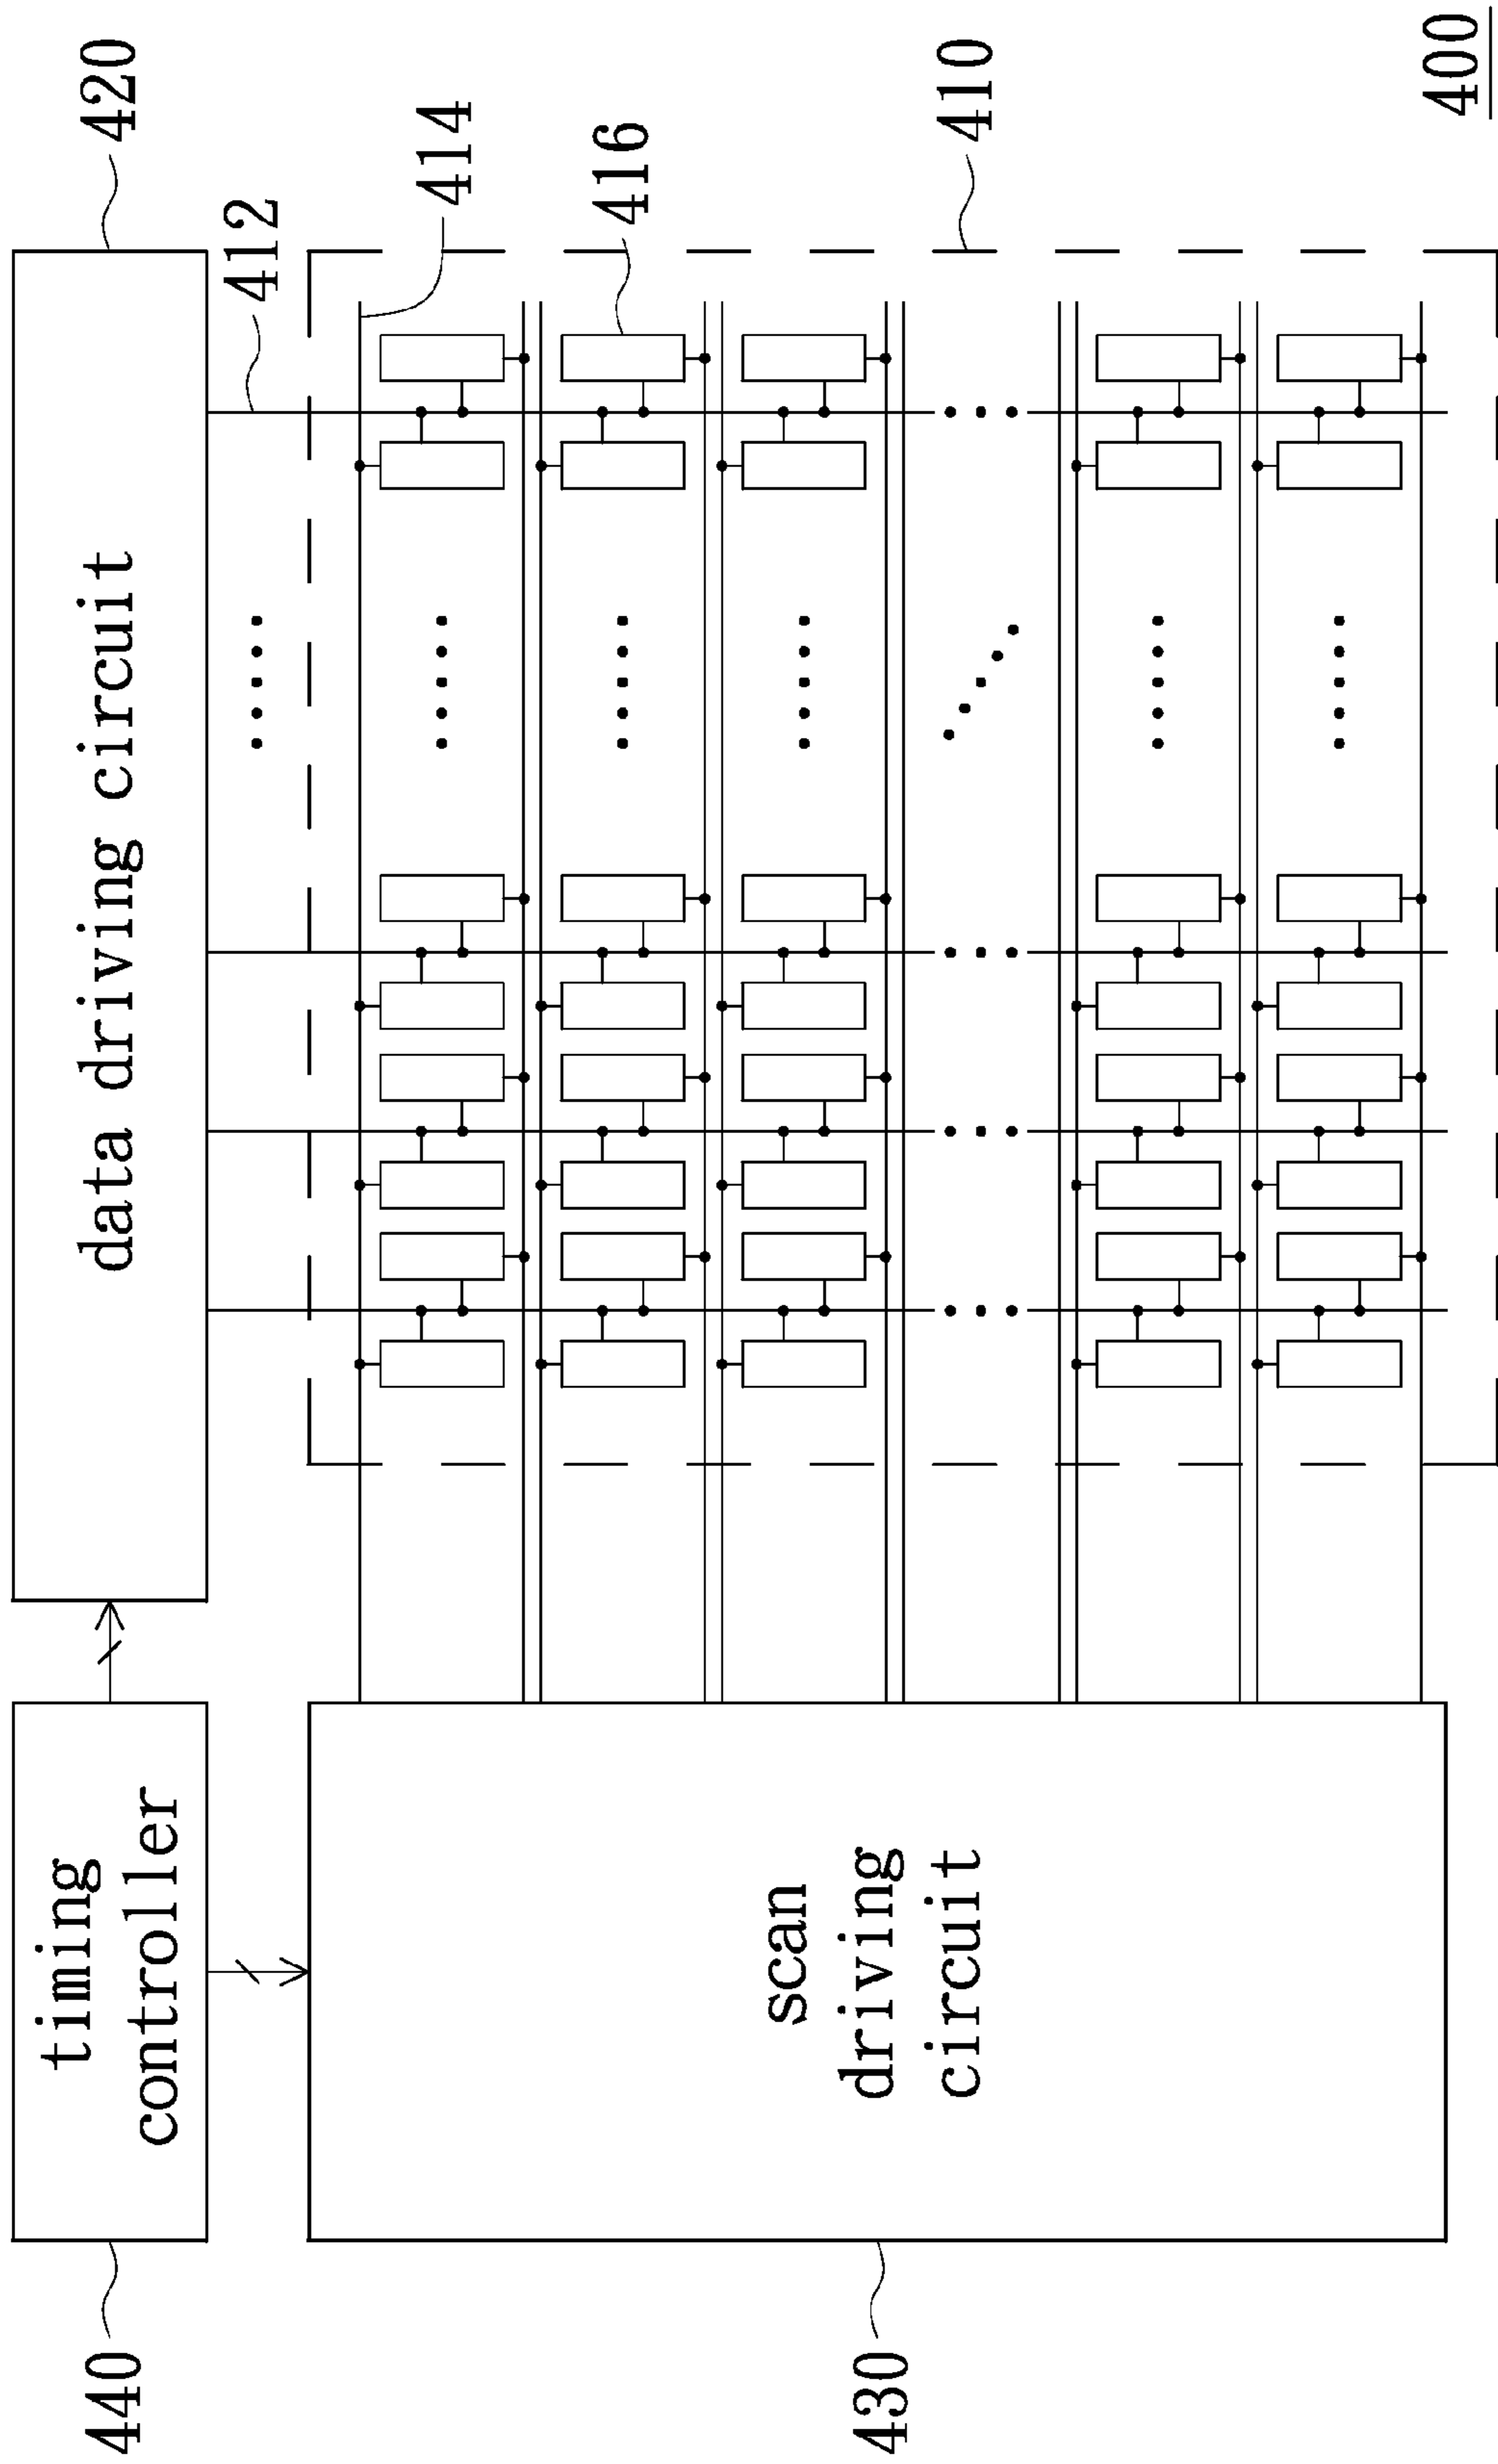 440
timing
controller
data driving circuit
420
412
414
416
430
scan
driving
circuit
410
400